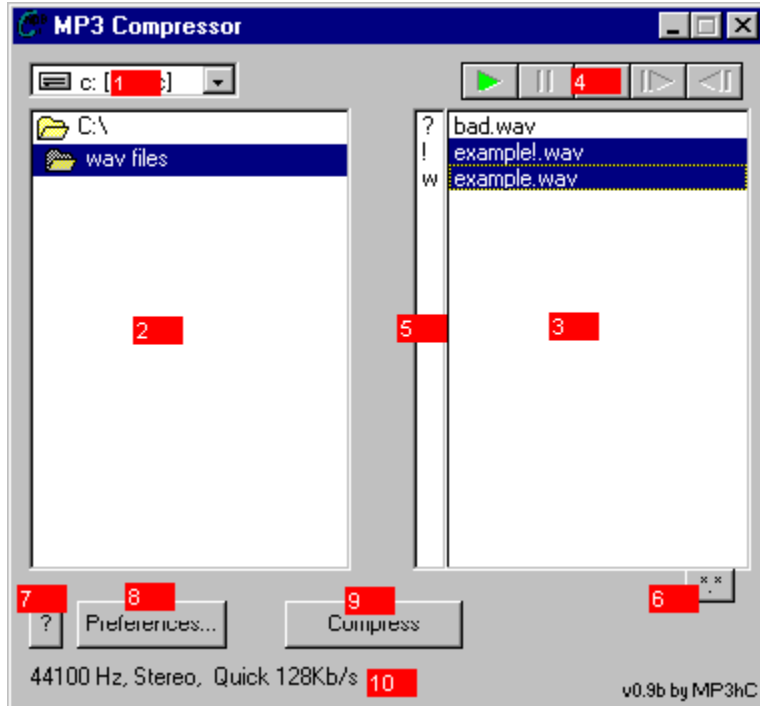 MP3 Compressor
c: [ 1 c]
4
C:\
wav files
? bad.wav
! example!.wav
w example.wav
2
5
3
7
8
9
6
*.*
?
Preferences...
Compress
44100 Hz, Stereo, Quick 128Kb/s 10
v0.9b by MP3hC